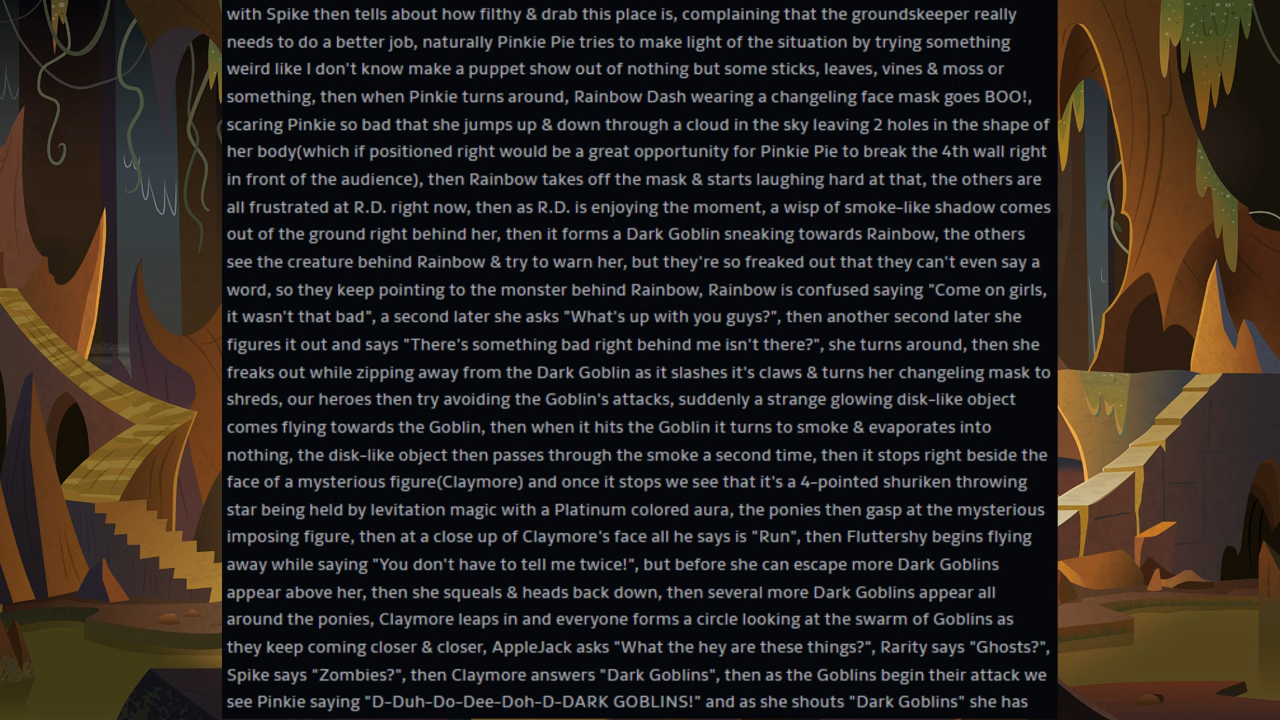 with Spike then tells about how filthy & drab this place is, complaining that the groundskeeper really
needs to do a better job, naturally Pinkie Pie tries to make light of the situation by trying something
weird like I don't know make a puppet show out of nothing but some sticks, leaves, vines & moss or
something, then when Pinkie turns around, Rainbow Dash wearing a changeling face mask goes BOO!,
scaring Pinkie so bad that she jumps up & down through a cloud in the sky leaving 2 holes in the shape of
her body(which if positioned right would be a great opportunity for Pinkie Pie to break the 4th wall right
in front of the audience), then Rainbow takes off the mask & starts laughing hard at that, the others are
all frustrated at R.D. right now, then as R.D. is enjoying the moment, a wisp of smoke-like shadow comes
out of the ground right behind her, then it forms a Dark Goblin sneaking towards Rainbow, the others
see the creature behind Rainbow & try to warn her, but they're so freaked out that they can't even say a
word, so they keep pointing to the monster behind Rainbow, Rainbow is confused saying "Come on girls,
it wasn't that bad", a second later she asks "What's up with you guys?", then another second later she
figures it out and says "There's something bad right behind me isn't there?", she turns around, then she
freaks out while zipping away from the Dark Goblin as it slashes it's claws & turns her changeling mask to
shreds, our heroes then try avoiding the Goblin's attacks, suddenly a strange glowing disk-like object
comes flying towards the Goblin, then when it hits the Goblin it turns to smoke & evaporates into
nothing, the disk-like object then passes through the smoke a second time, then it stops right beside the
face of a mysterious figure(Claymore) and once it stops we see that it's a 4-pointed shuriken throwing
star being held by levitation magic with a Platinum colored aura, the ponies then gasp at the mysterious
imposing figure, then at a close up of Claymore's face all he says is "Run", then Fluttershy begins flying
away while saying "You don't have to tell me twice!", but before she can escape more Dark Goblins
appear above her, then she squeals & heads back down, then several more Dark Goblins appear all
around the ponies, Claymore leaps in and everyone forms a circle looking at the swarm of Goblins as
they keep coming closer & closer, AppleJack asks "What the hey are these things?", Rarity says "Ghosts?",
Spike says "Zombies?", then Claymore answers "Dark Goblins", then as the Goblins begin their attack we
see Pinkie saying "D-Duh-Do-Dee-Doh-D-DARK GOBLINS!" and as she shouts "Dark Goblins" she has